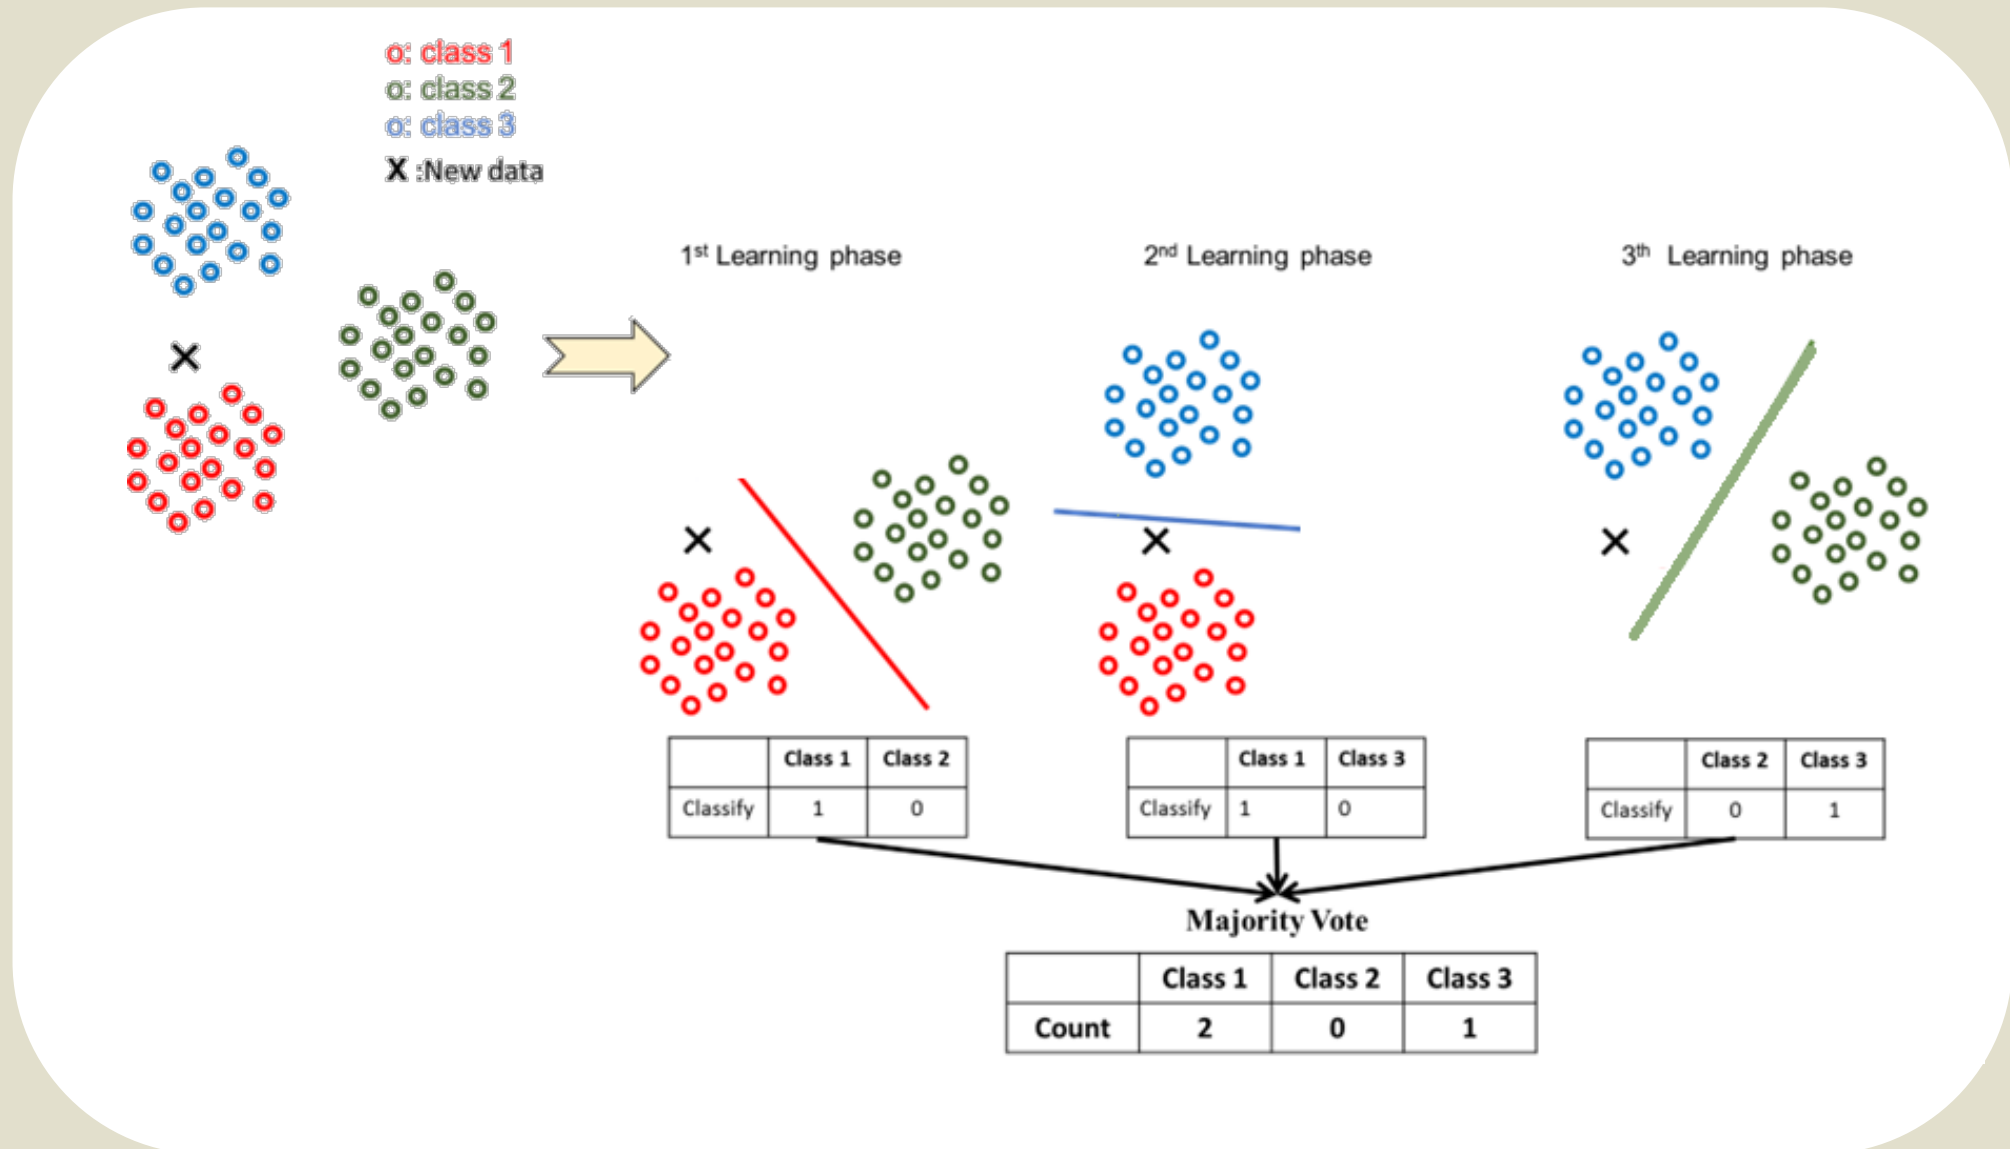 o: class 1
o: class 2
o: class 3
X :New data
1st Learning phase
2nd Learning phase
3th Learning phase
Class 1 Class 2
Classify 1 0
Class 1 Class 3
Classify 1 0
Class 2 Class 3
Classify 0 1
Majority Vote
Class 1 Class 2 Class 3
Count 2 0 1